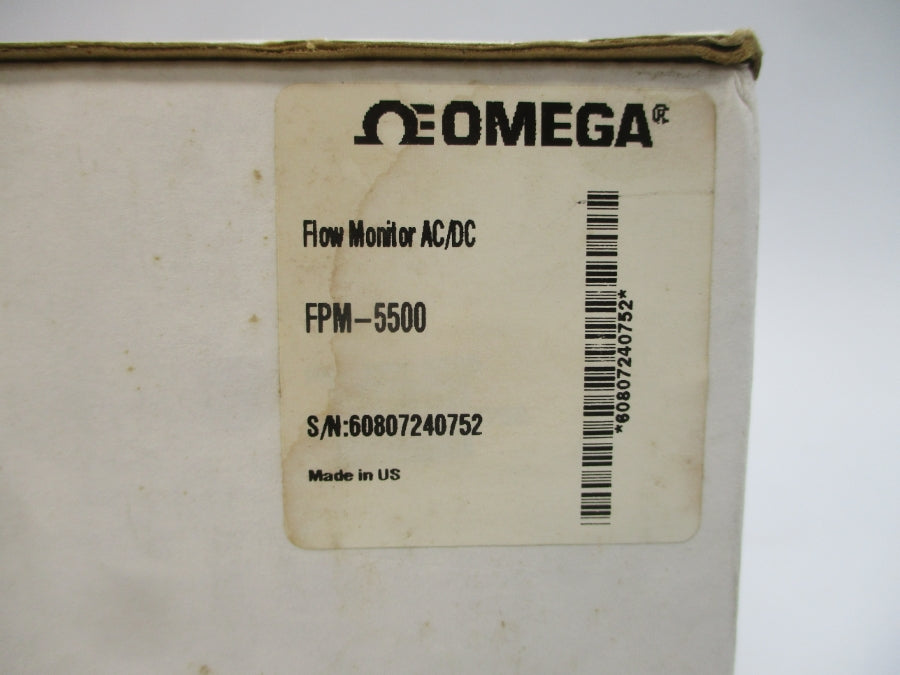 OMEGA®
Flow Monitor AC/DC
FPM-5500
S/N:60807240752
Made in US
*60807240752*